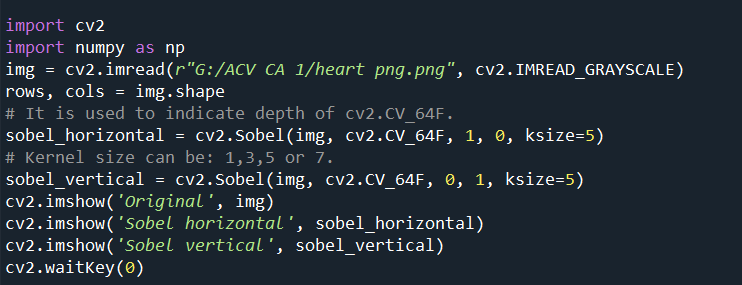 import cv2
import numpy as np
img = cv2.imread(r"G:/ACV CA 1/heart png.png", cv2.IMREAD_GRAYSCALE)
rows, cols = img.shape
# It is used to indicate depth of cv2.CV_64F.
sobel_horizontal = cv2.Sobel(img, cv2.CV_64F, 1, 0, ksize=5)
# Kernel size can be: 1,3,5 or 7.
sobel_vertical = cv2.Sobel(img, cv2.CV_64F, 0, 1, ksize=5)
cv2.imshow('Original', img)
cv2.imshow('Sobel horizontal', sobel_horizontal)
cv2.imshow('Sobel vertical', sobel_vertical)
cv2.waitKey(0)